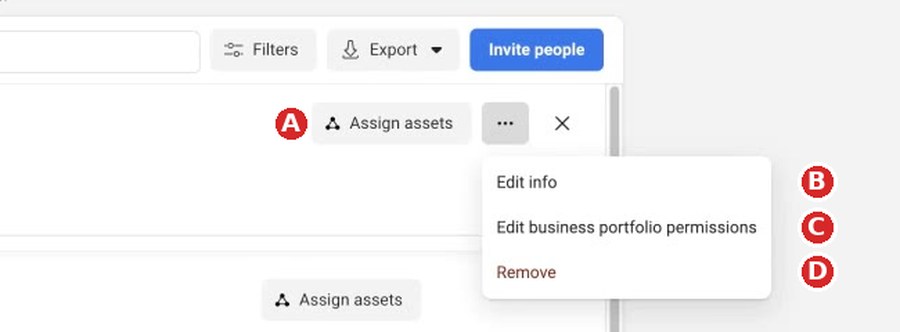 Filters
Export
Invite people
A
Assign assets
Edit info
B
Edit business portfolio permissions
C
Remove
D
Assign assets